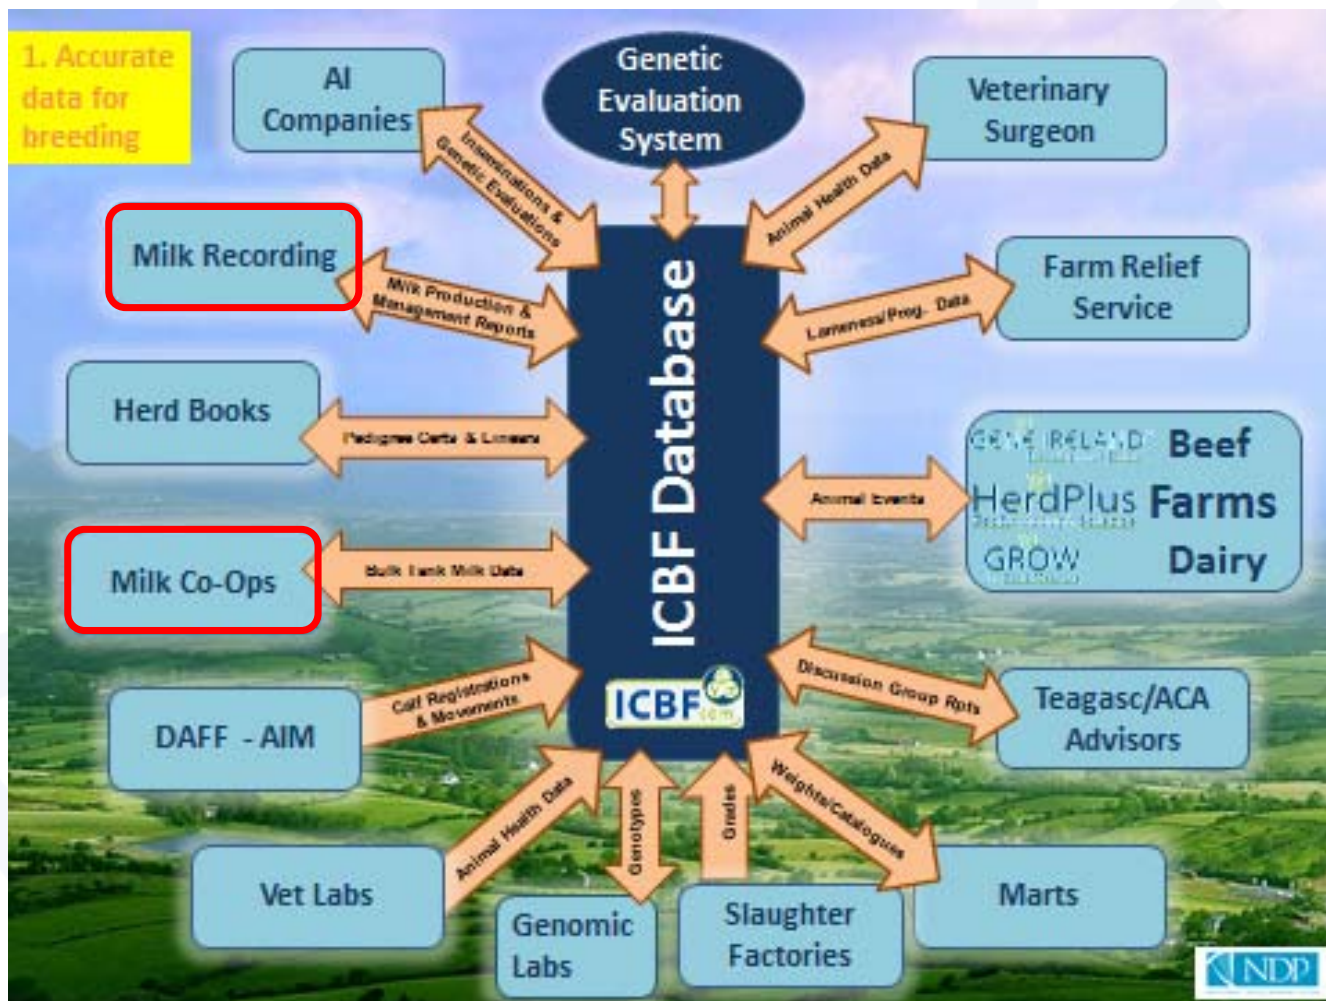 1. Accurate
data for
breeding
AI
Companies
Genetic
Evaluation
System
Veterinary
Surgeon
Inseminations &
Genetic Evaluations
Animal Health Data
Milk Recording
Milk Production &
Management Reports
Farm Relief
Service
Lameness/Prog. Data
Herd Books
Pedigree Certs & Linears
ICBF Database
Animal Events
GENE IRELAND Beef
HerdPlus Farms
GROW Dairy
Milk Co-Ops
Bulk Tank Milk Data
DAFF - AIM
Calf Registrations
& Movements
ICBF
.com
Discussion Group Rpts
Teagasc/ACA
Advisors
Vet Labs
Animal Health Data
Genotypes
Grades
Weights/Catalogues
Genomic
Labs
Slaughter
Factories
Marts
NDP